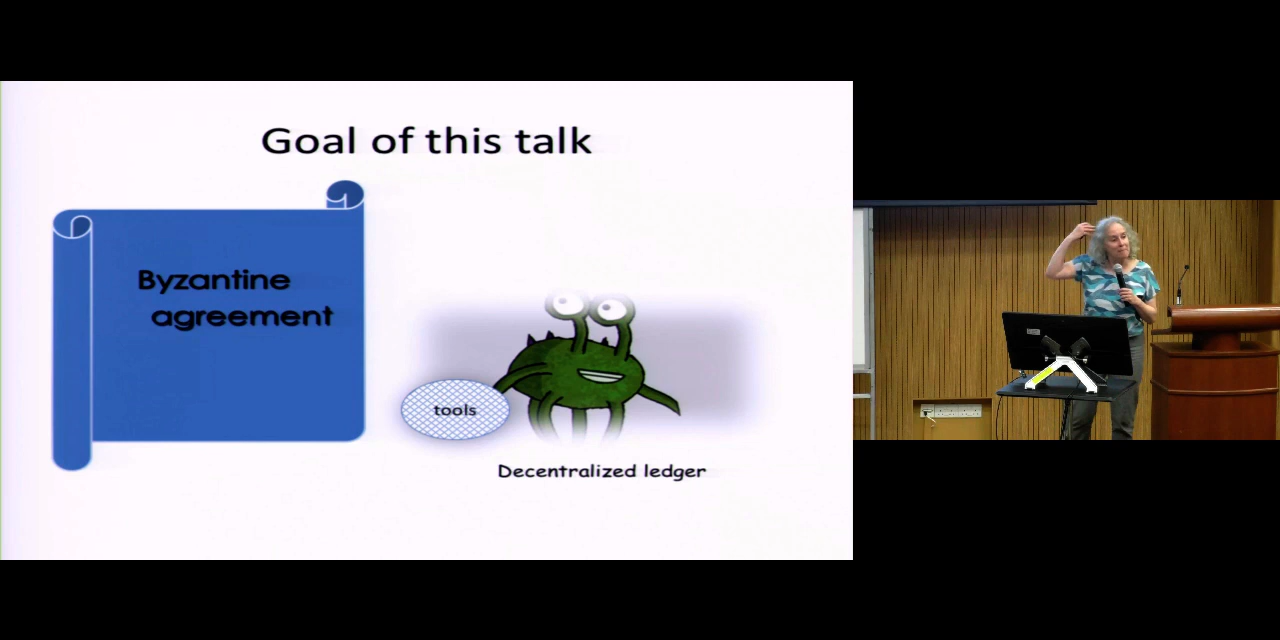 Goal of this talk
Byzantine
agreement
tools
Decentralized ledger